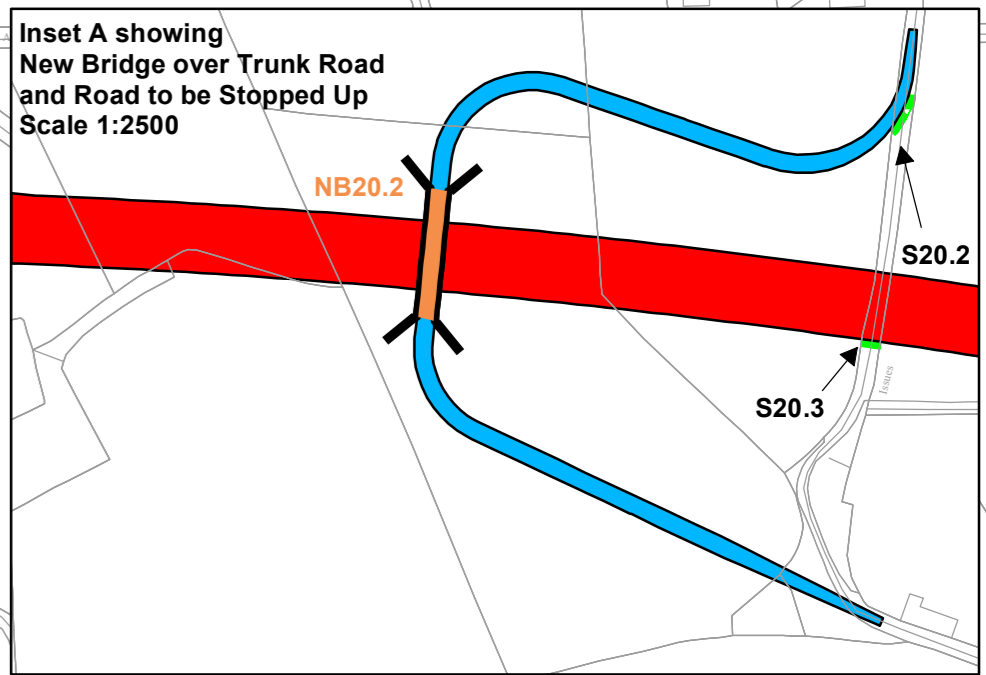 Inset A showing
New Bridge over Trunk Road
and Road to be Stopped Up
Scale 1:2500
NB20.2
S20.2
S20.3
Issues